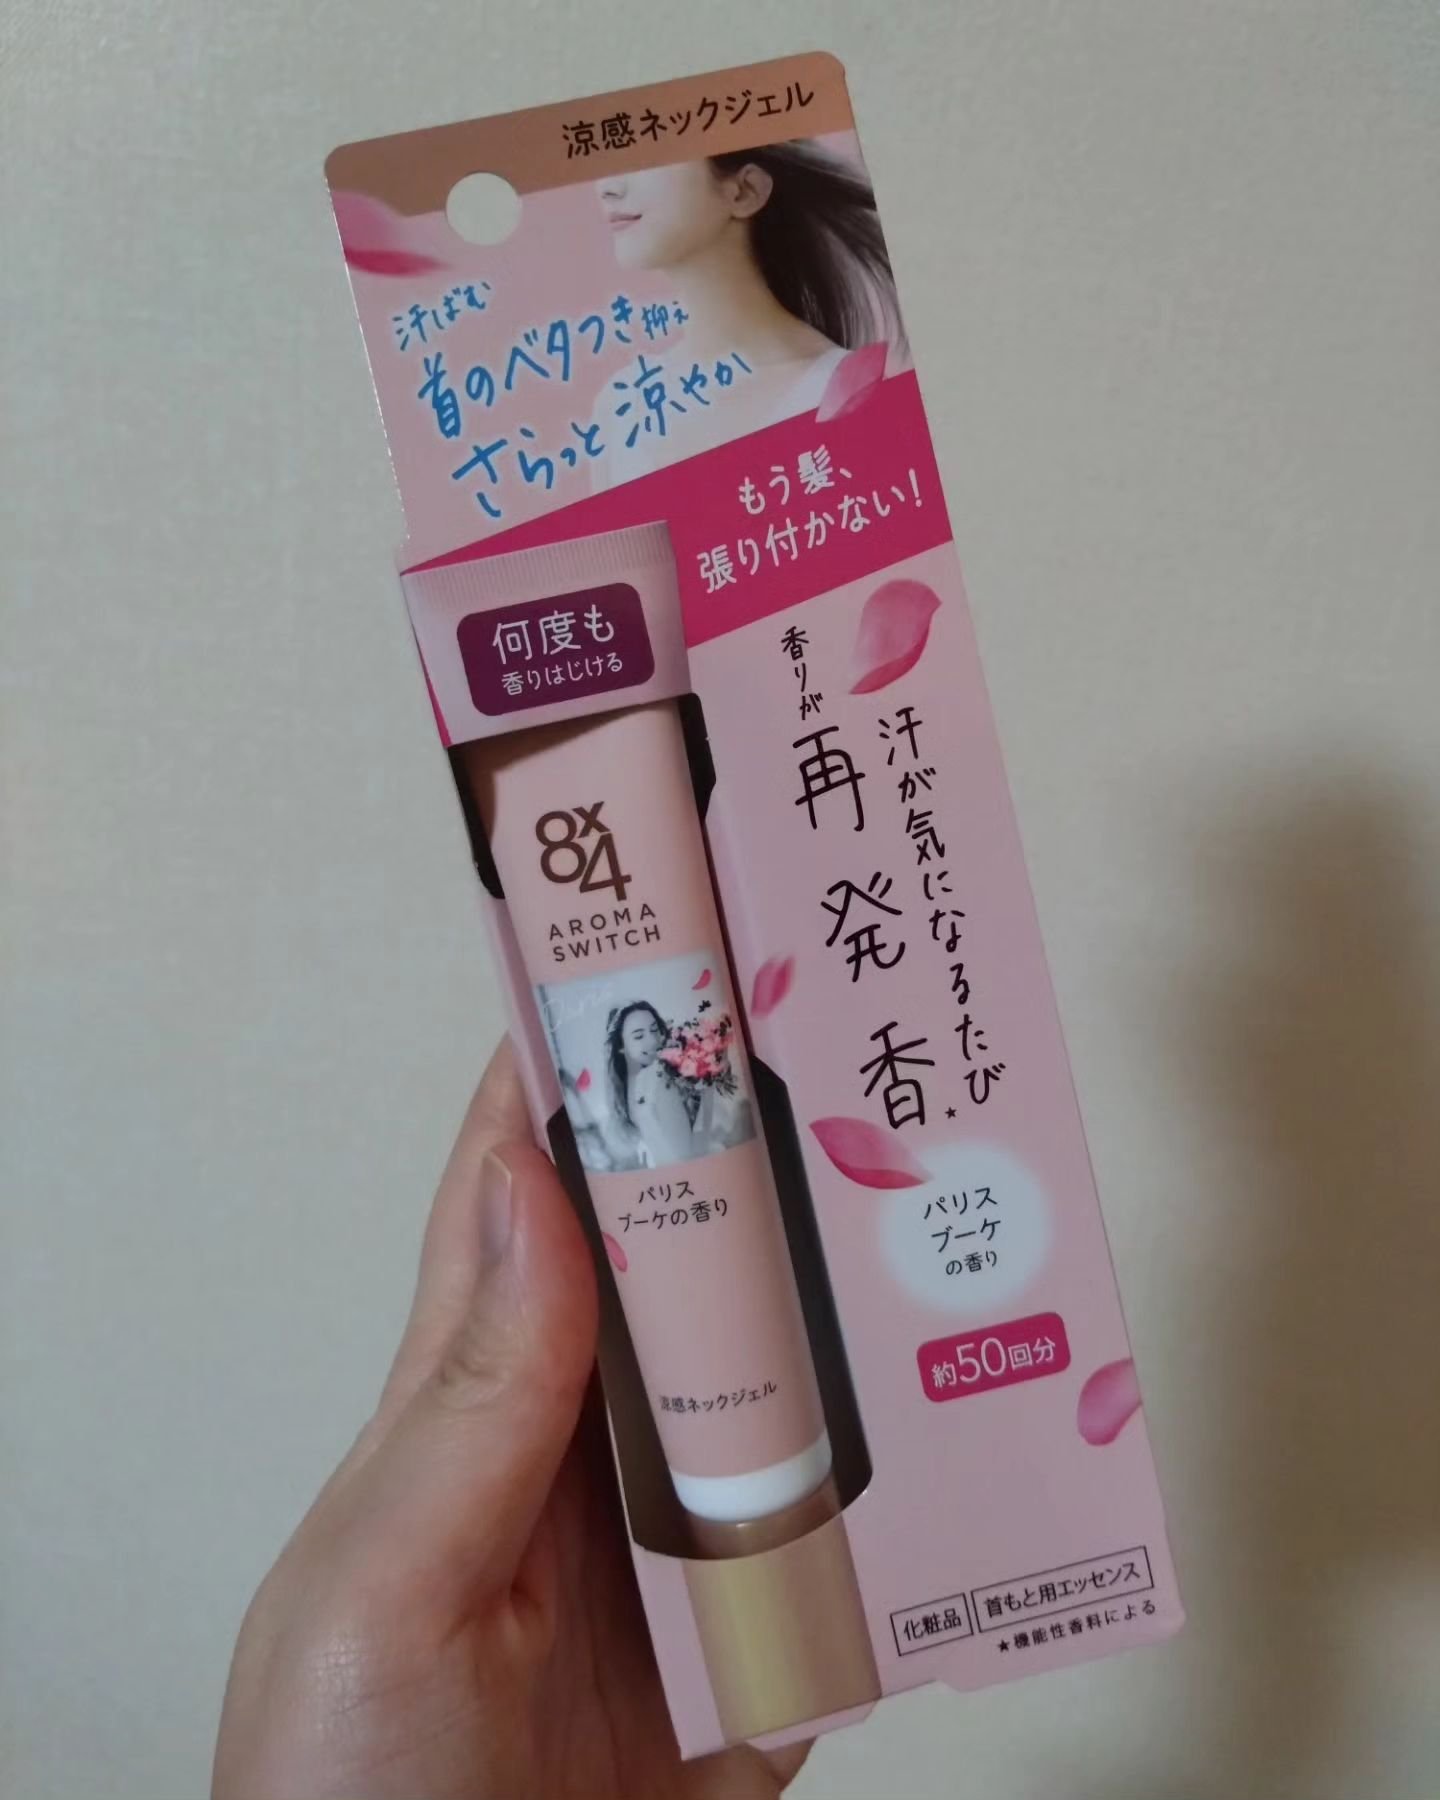 涼感ネックジェル
汗ばむ
首のベタつき抑え
さらっと涼やか
もう髪、
張り付かない!
何度も
香りはじける
汗が気になるたび
香りが
再発香★
8x4
AROMA
SWITCH
Paris
パリス
ブーケの香り
涼感ネックジェル
パリス
ブーケ
の香り
約50回分
化粧品
首もと用エッセンス
★機能性香料による